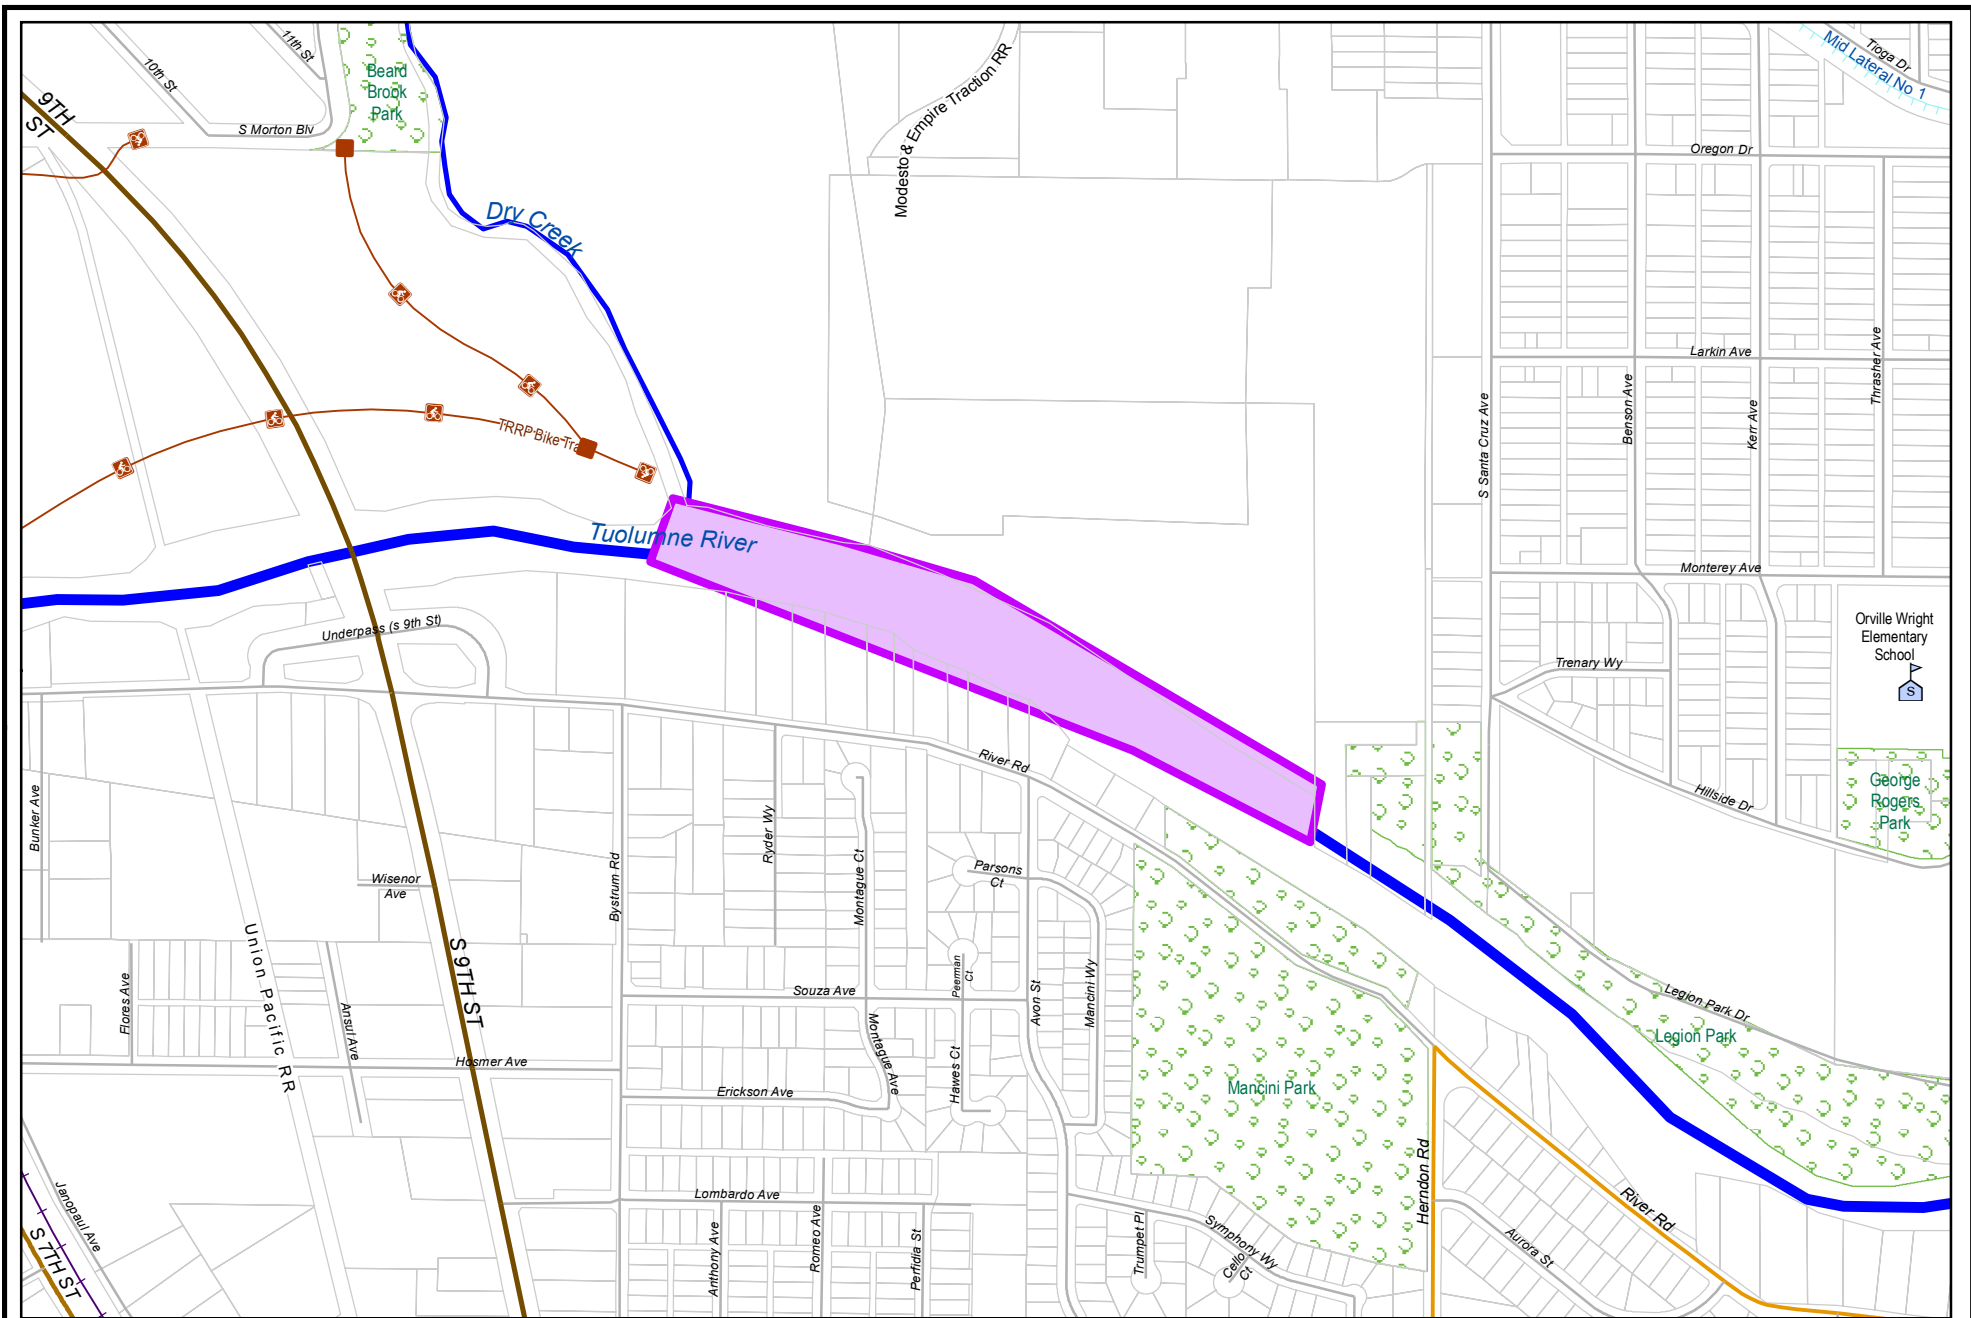 11th St
10th St
9TH
ST
S Morton Blv
Beard
Brook
Park
Dry Creek
Modesto & Empire Traction RR
Tioga Dr
Mid Lateral No 1
Oregon Dr
Larkin Ave
Thrasher Ave
Benson Ave
Kerr Ave
S Santa Cruz Ave
TRRP Bike Tra
Tuolumne River
Monterey Ave
Orville Wright
Elementary
School
S
Underpass (s 9th St)
Trenary Wy
River Rd
Hillside Dr
George
Rogers
Park
Bunker Ave
Ryder Wy
Montague Ct
Bystrum Rd
Parsons
Ct
Wisenor
Ave
Union Pacific RR
S 9TH ST
Peerman
Ct
Flores Ave
Ansul Ave
Souza Ave
Avon St
Mancini Wy
Legion Park Dr
Legion Park
Montague Ave
Hawes Ct
Hosmer Ave
Erickson Ave
Mancini Park
Herndon Rd
Janopaul Ave
S 7TH ST
Lombardo Ave
Anthony Ave
Romeo Ave
Perfidia St
Trumpet Pl
Symphony Wy
Cello
Ct
Aurora St
River Rd